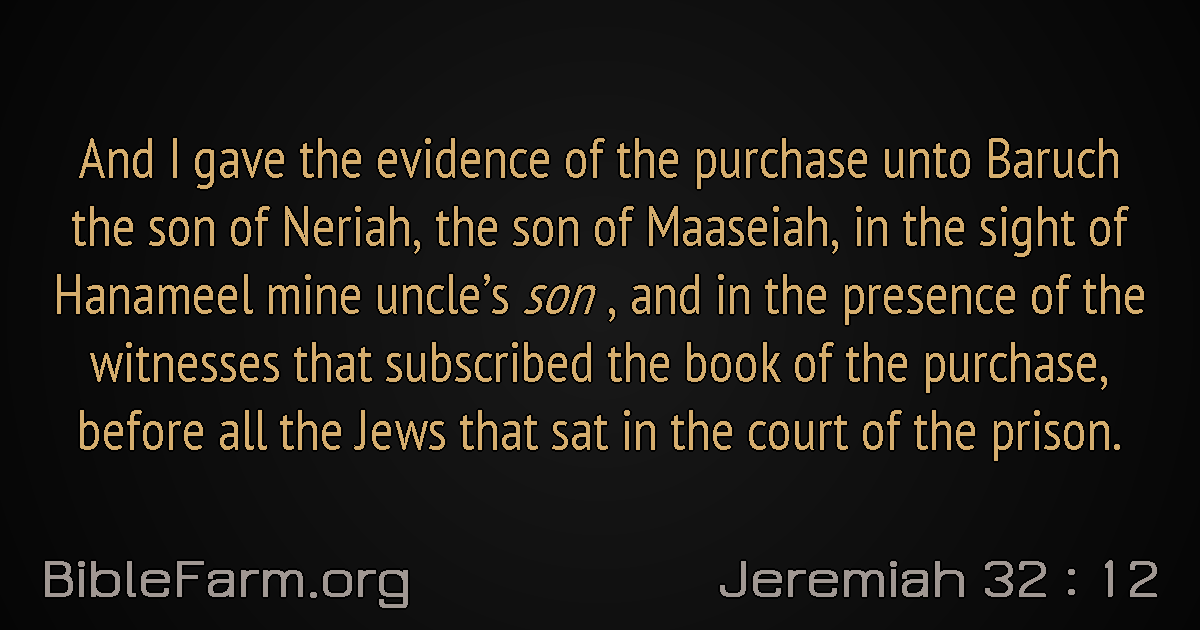 And I gave the evidence of the purchase unto Baruch
the son of Neriah, the son of Maaseiah, in the sight of
Hanameel mine uncle’s son , and in the presence of the
witnesses that subscribed the book of the purchase,
before all the Jews that sat in the court of the prison.
BibleFarm.org
Jeremiah 32 : 12